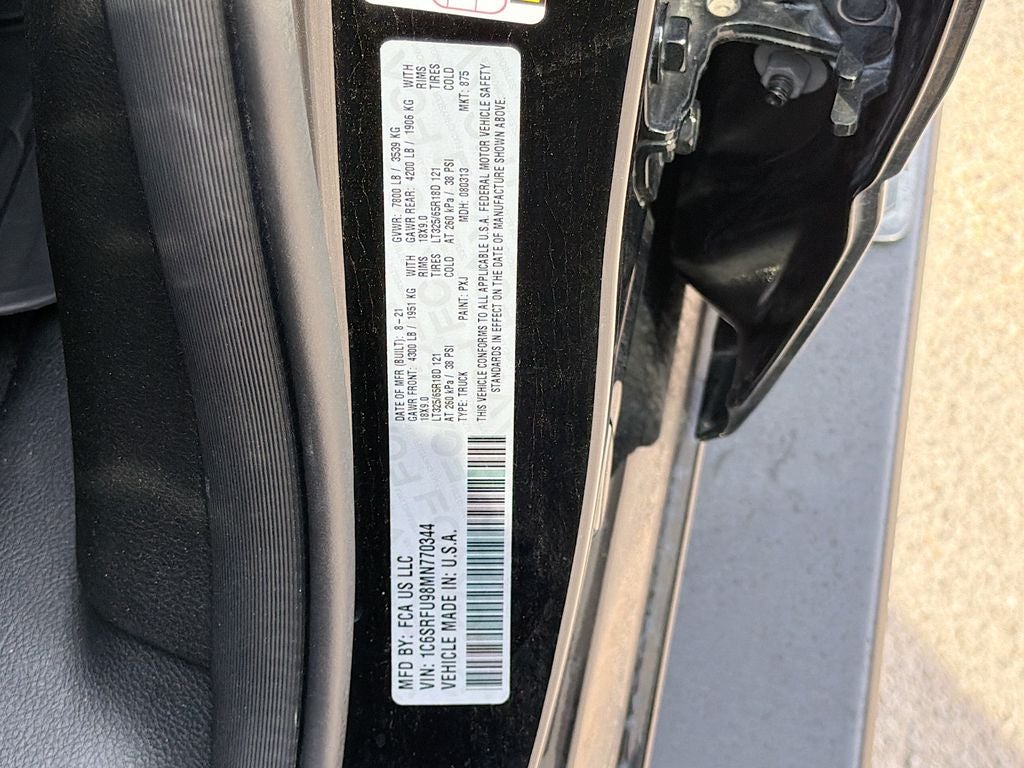 MFD BY: FCA US LLC
VIN: 1C6SRFU98MN770344
VEHICLE MADE IN: U.S.A.
DATE OF MFR (BUILT): 8-21 GVWR: 7800 LB / 3539 KG
GAWR FRONT: 4300 LB / 1951 KG WITH GAWR REAR: 4200 LB / 1906 KG WITH
18X9.0 RIMS 18X9.0 RIMS
LT325/65R18D 121 TIRES LT325/65R18D 121 TIRES
AT 260 kPa / 38 PSI COLD AT 260 kPa / 38 PSI COLD
TYPE: TRUCK PAINT: PXJ MDH: 080313 MKT: 875
THIS VEHICLE CONFORMS TO ALL APPLICABLE U.S.A. FEDERAL MOTOR VEHICLE SAFETY
STANDARDS IN EFFECT ON THE DATE OF MANUFACTURE SHOWN ABOVE.